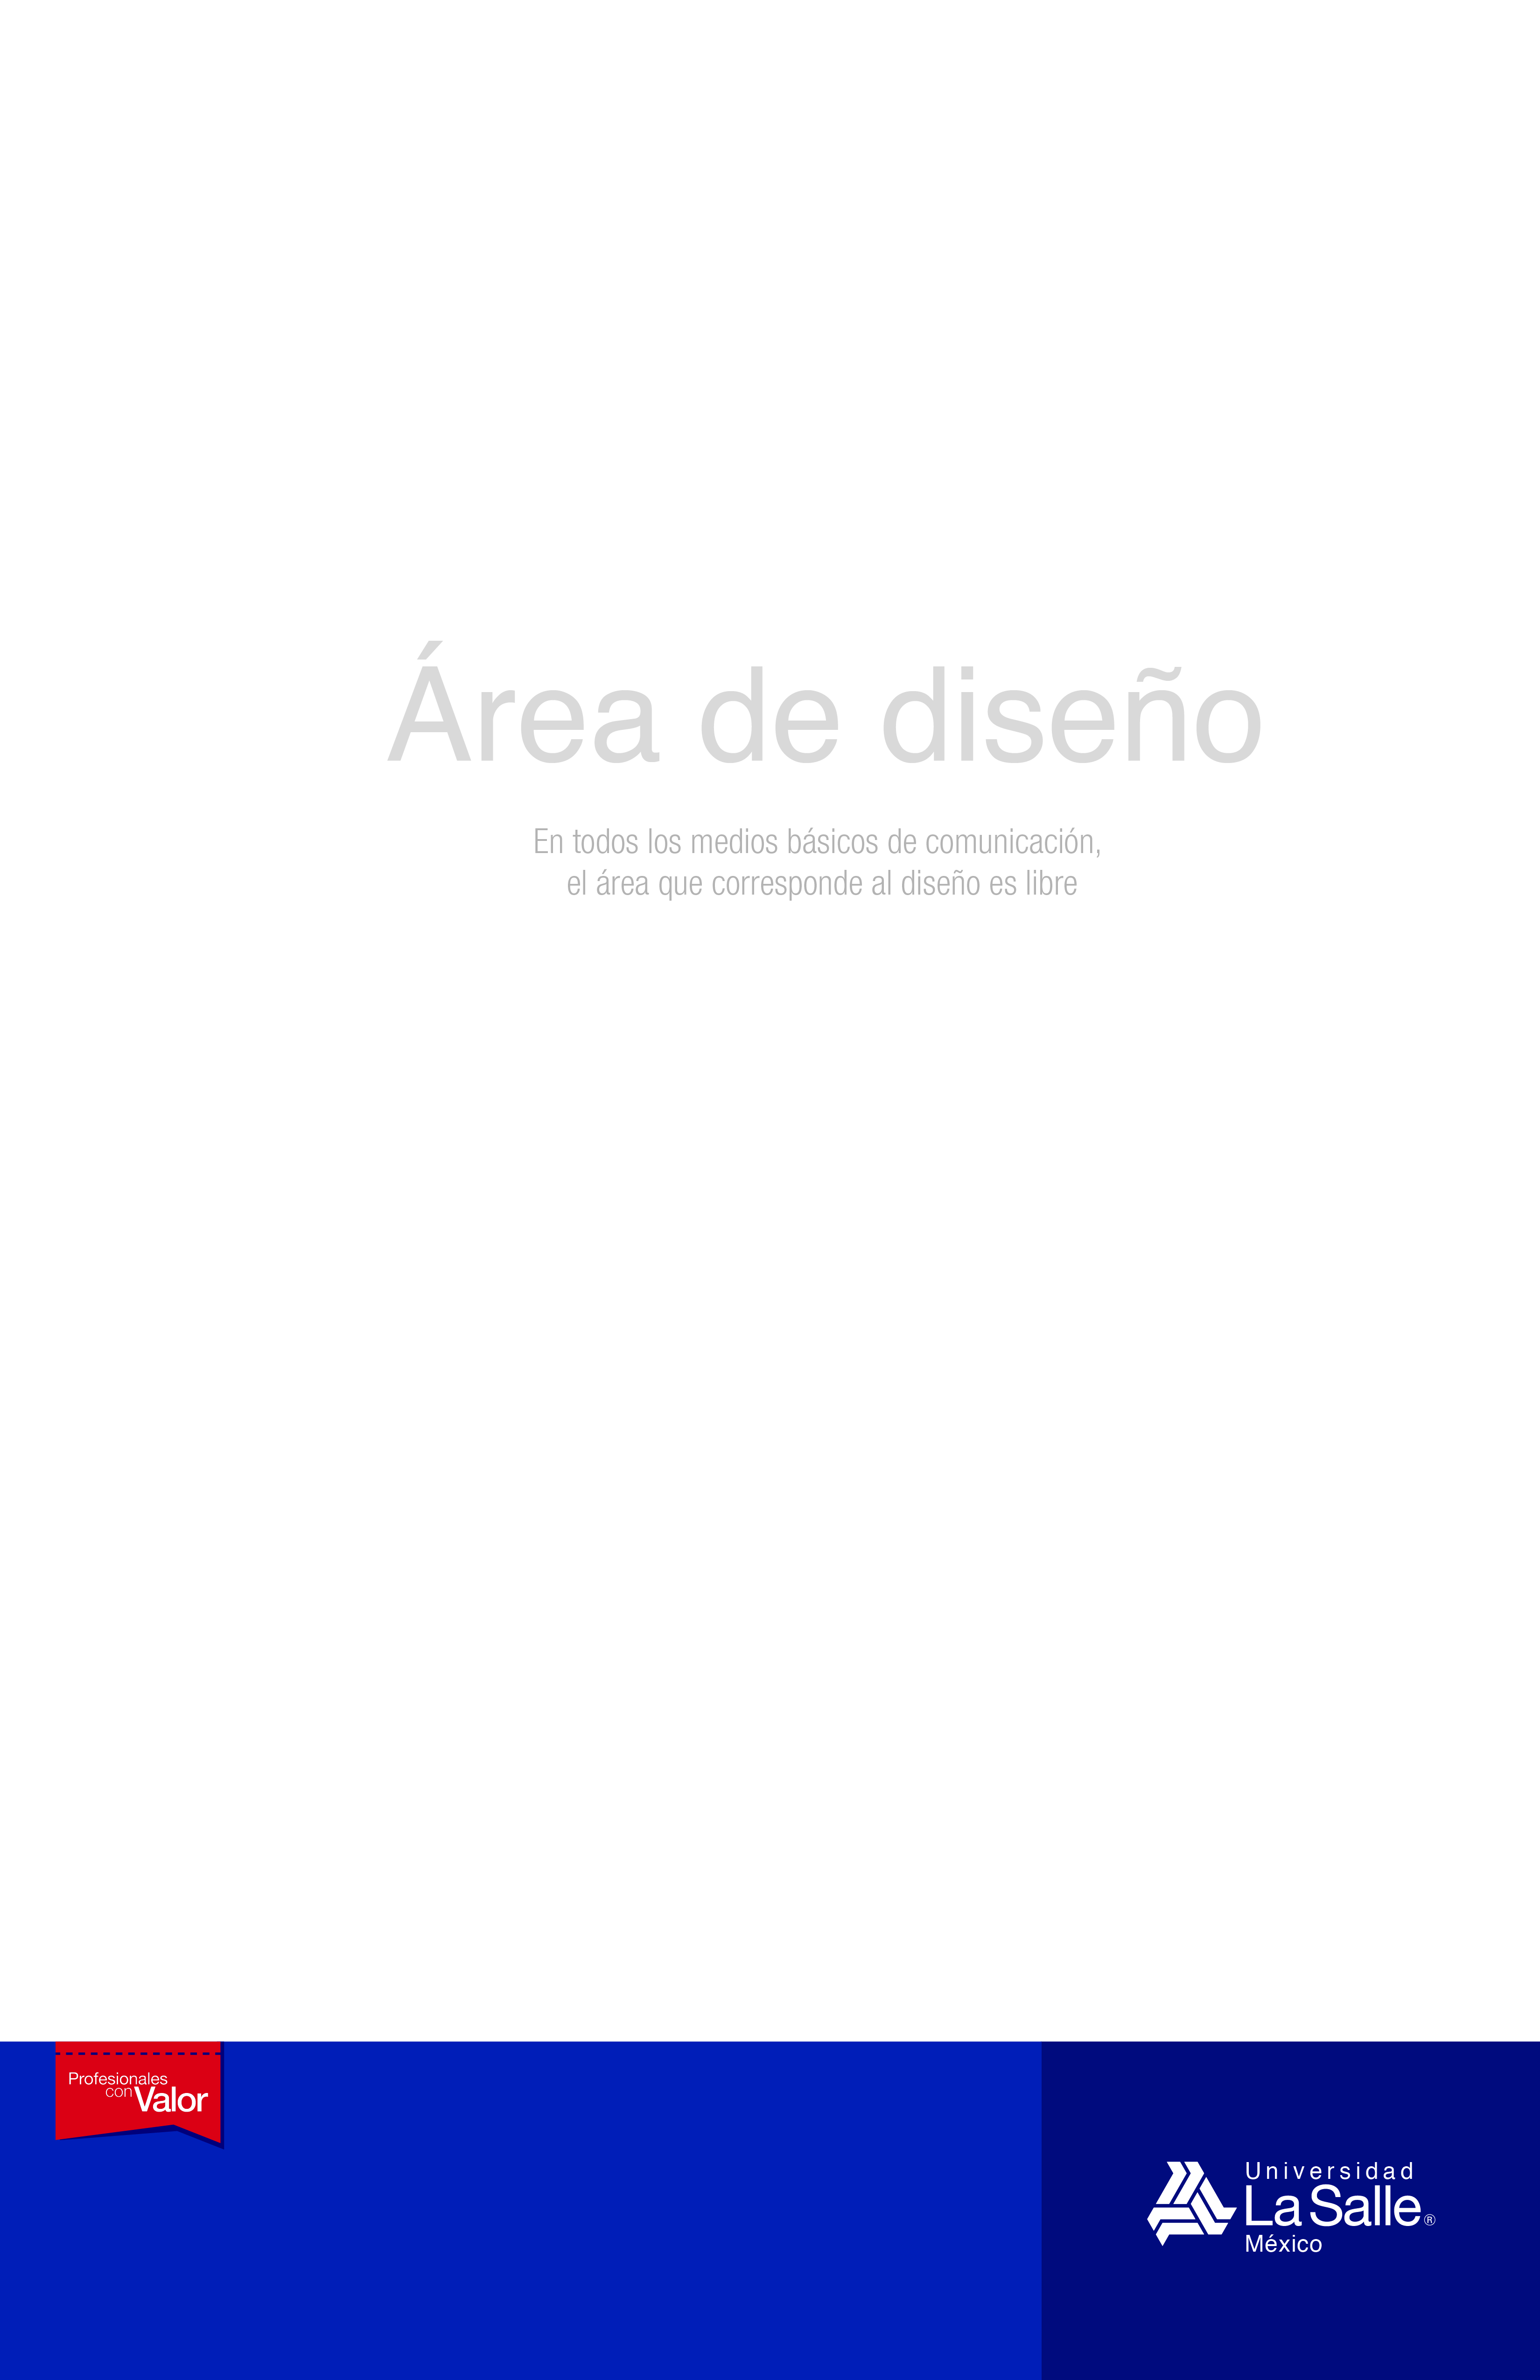 Área de diseño
En todos los medios básicos de comunicación,
el área que corresponde al diseño es libre
Profesionales
con Valor
Universidad
La Salle®
México